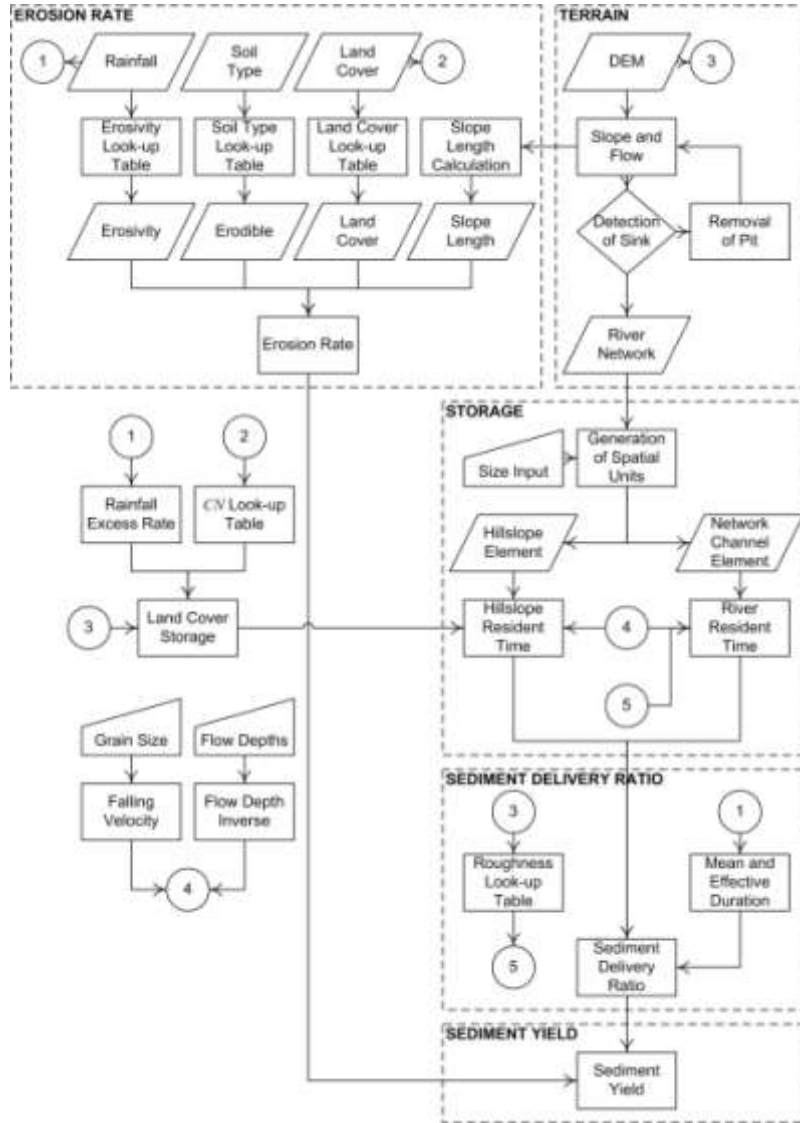 EROSION RATE
TERRAIN
1
Rainfall
Soil
Type
Land
Cover
2
DEM
3
Erosivity
Look-up
Table
Soil Type
Look-up
Table
Land Cover
Look-up
Table
Slope
Length
Calculation
Slope and
Flow
Erosivity
Erodible
Land
Cover
Slope
Length
Detection
of Sink
Removal
of Pit
Erosion Rate
River
Network
STORAGE
1
2
Size Input
Generation
of Spatial
Units
Rainfall
Excess Rate
CN Look-up
Table
Hillslope
Element
Network
Channel
Element
3
Land Cover
Storage
Hillslope
Resident
Time
4
River
Resident
Time
5
Grain Size
Flow Depths
Falling
Velocity
Flow Depth
Inverse
4
SEDIMENT DELIVERY RATIO
3
1
Roughness
Look-up
Table
Mean and
Effective
Duration
5
Sediment
Delivery
Ratio
SEDIMENT YIELD
Sediment
Yield